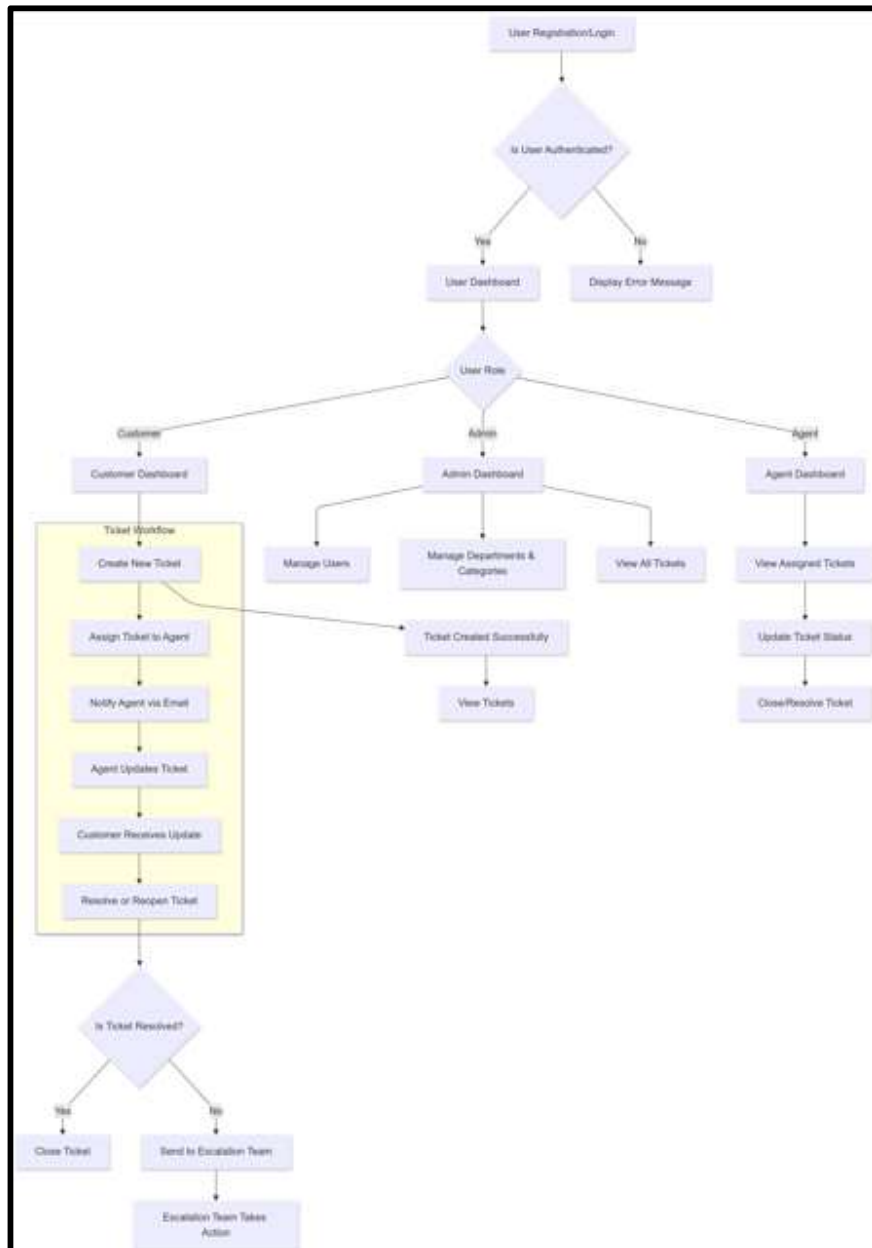 User Registration/Login
Is User Authenticated?
Yes
No
User Dashboard
Display Error Message
User Role
Customer
Admin
Agent
Customer Dashboard
Admin Dashboard
Agent Dashboard
Ticket Workflow
Create New Ticket
Manage Users
Manage Departments &
Categories
View All Tickets
View Assigned Tickets
Assign Ticket to Agent
Ticket Created Successfully
Update Ticket Status
Notify Agent via Email
View Tickets
Close/Resolve Ticket
Agent Updates Ticket
Customer Receives Update
Resolve or Reopen Ticket
Is Ticket Resolved?
Yes
No
Close Ticket
Send to Escalation Team
Escalation Team Takes
Action